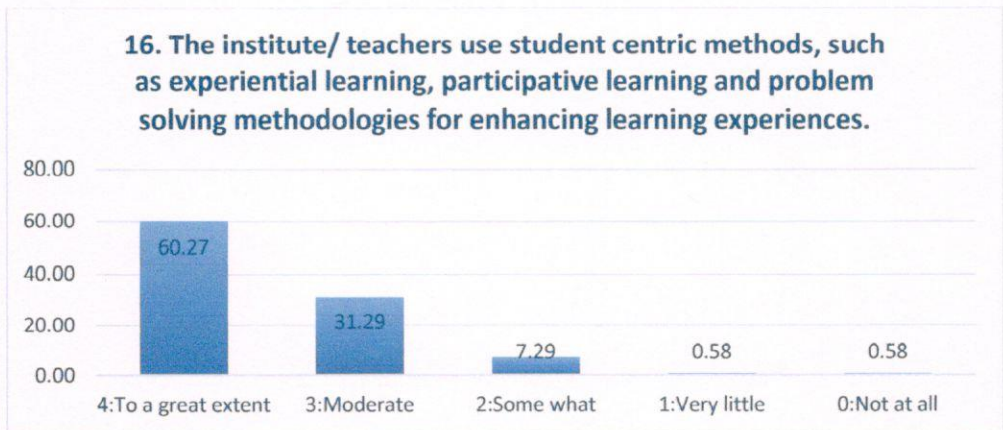 16. The institute/ teachers use student centric methods, such
as experiential learning, participative learning and problem
solving methodologies for enhancing learning experiences.
80.00
60.00
40.00
20.00
0.00
60.27
31.29
7.29
0.58
0.58
4:To a great extent
3:Moderate
2:Some what
1:Very little
0:Not at all